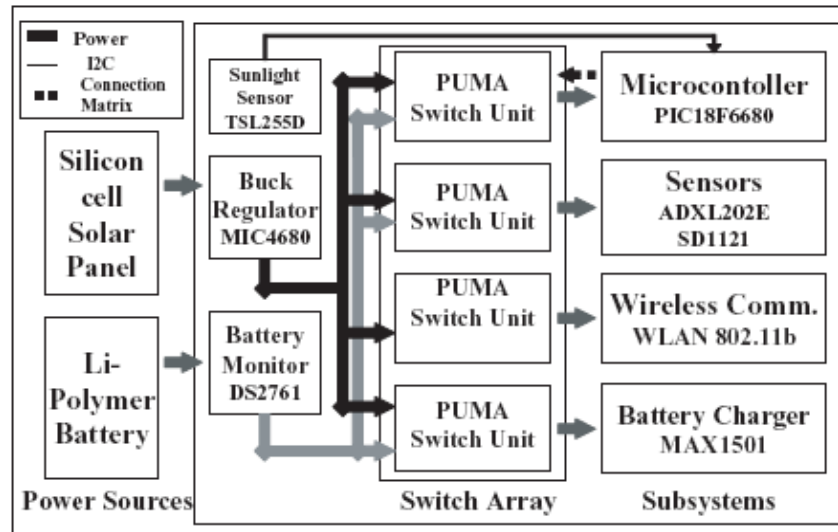 Power
I2C
Connection
Matrix
Silicon
cell
Solar
Panel
Li-
Polymer
Battery
Power Sources
Sunlight
Sensor
TSL255D
Buck
Regulator
MIC4680
Battery
Monitor
DS2761
PUMA
Switch Unit
PUMA
Switch Unit
PUMA
Switch Unit
PUMA
Switch Unit
Switch Array
Microcontoller
PIC18F6680
Sensors
ADXL202E
SD1121
Wireless Comm.
WLAN 802.11b
Battery Charger
MAX1501
Subsystems